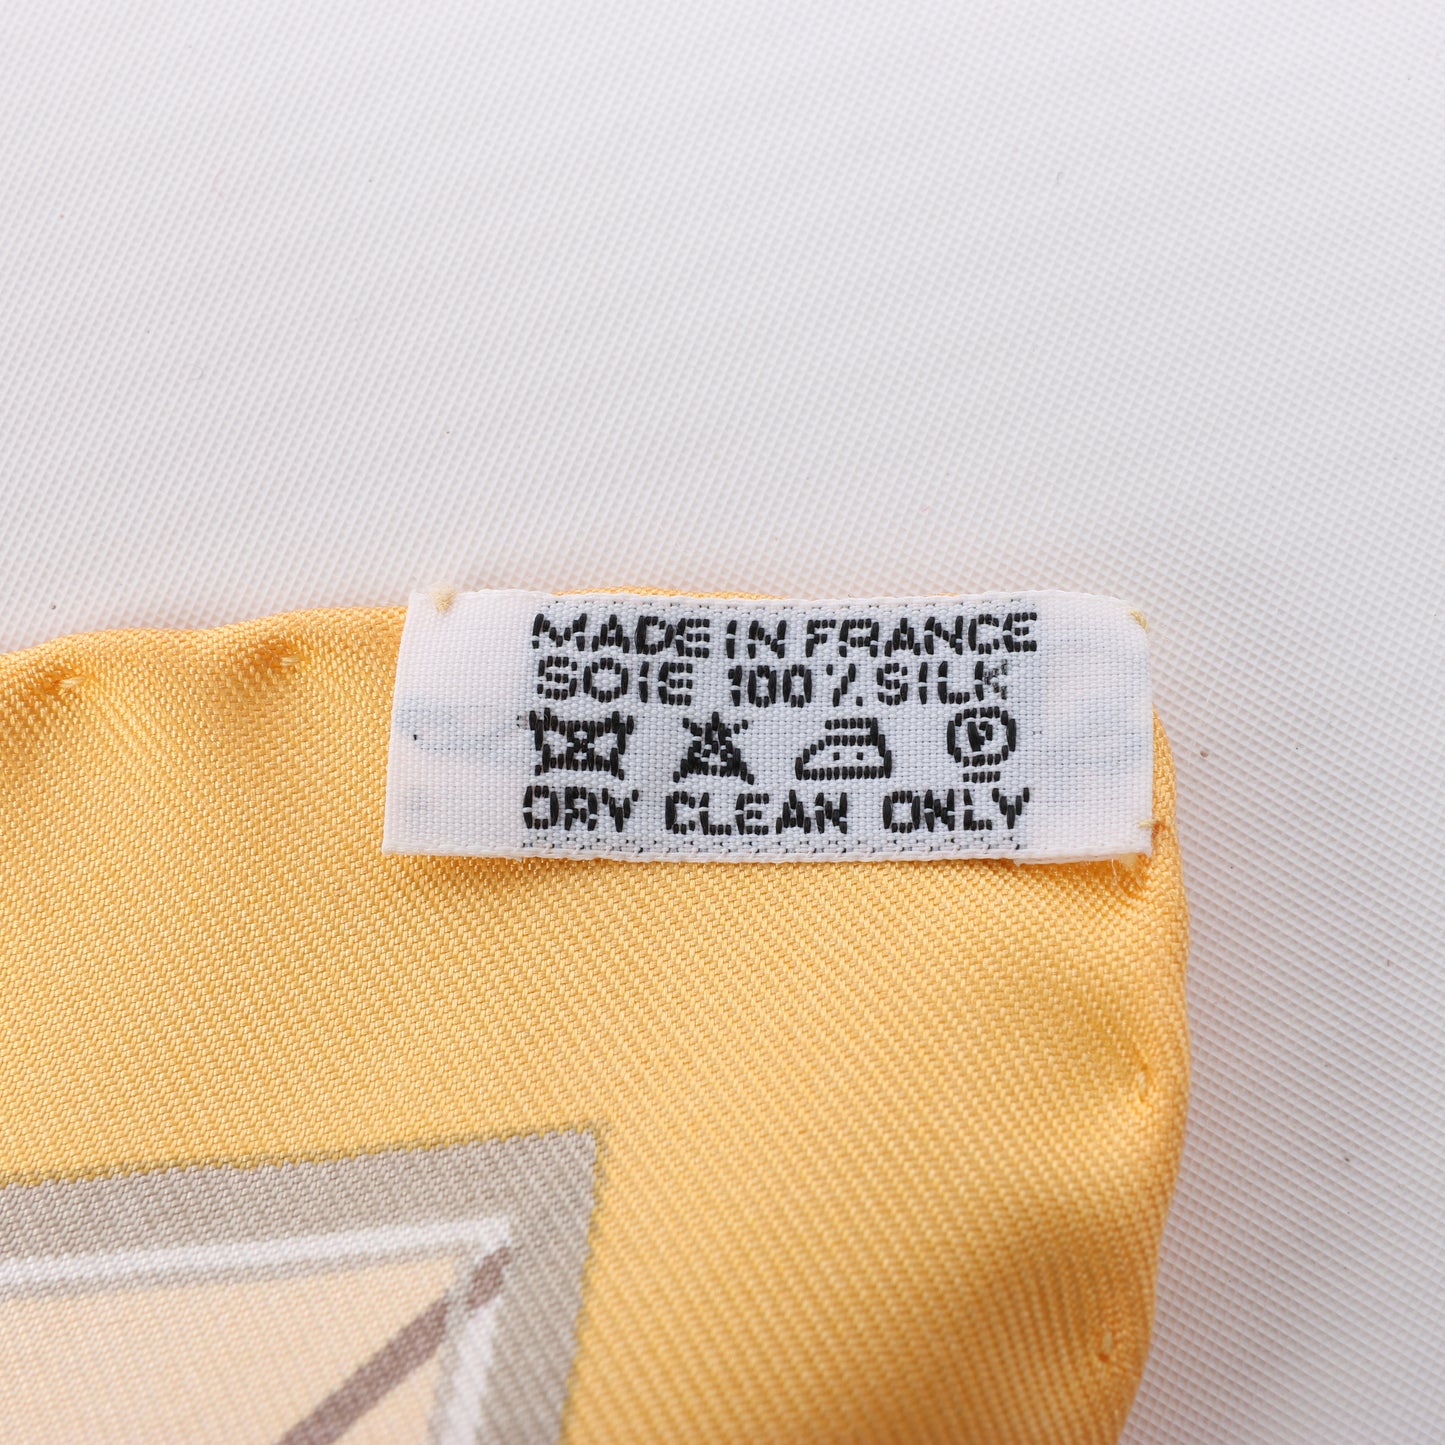 MADE IN FRANCE
SOIE 100% SILK
DRY CLEAN ONLY